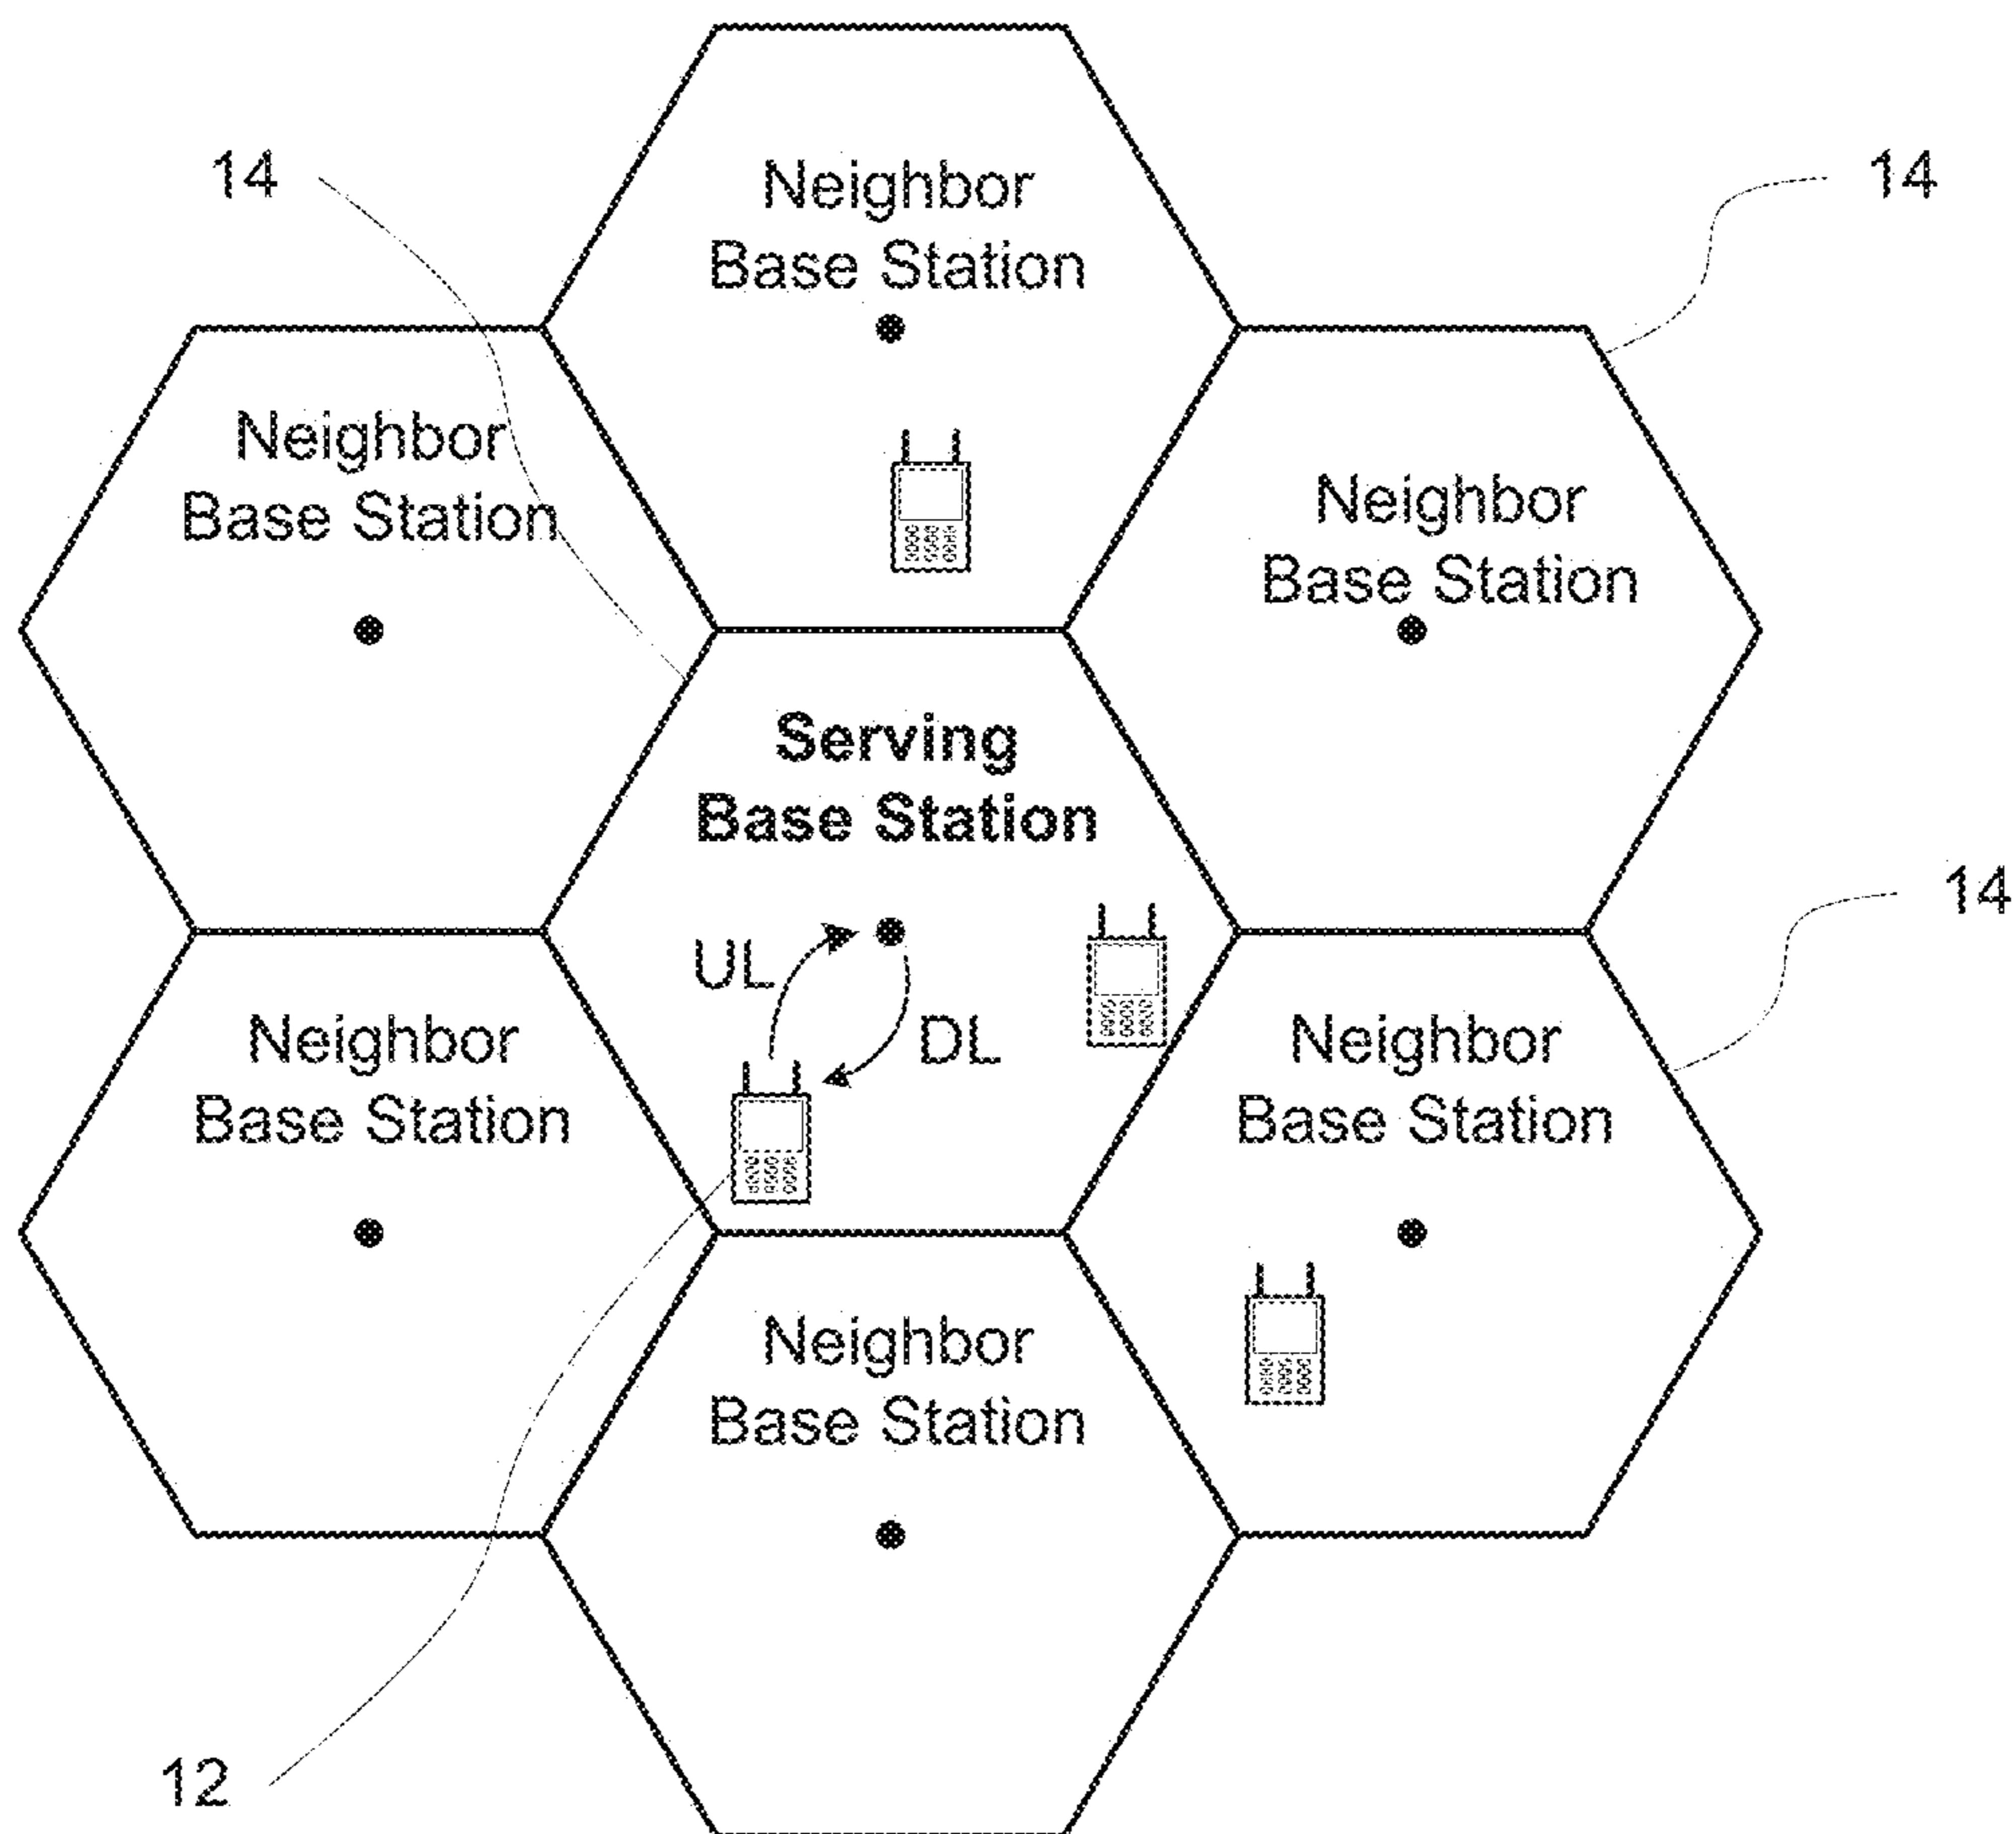 14
Neighbor
Base Station
14
Neighbor
Base Station
Neighbor
Base Station
Serving
Base Station
14
UL
DL
Neighbor
Base Station
Neighbor
Base Station
Neighbor
Base Station
12